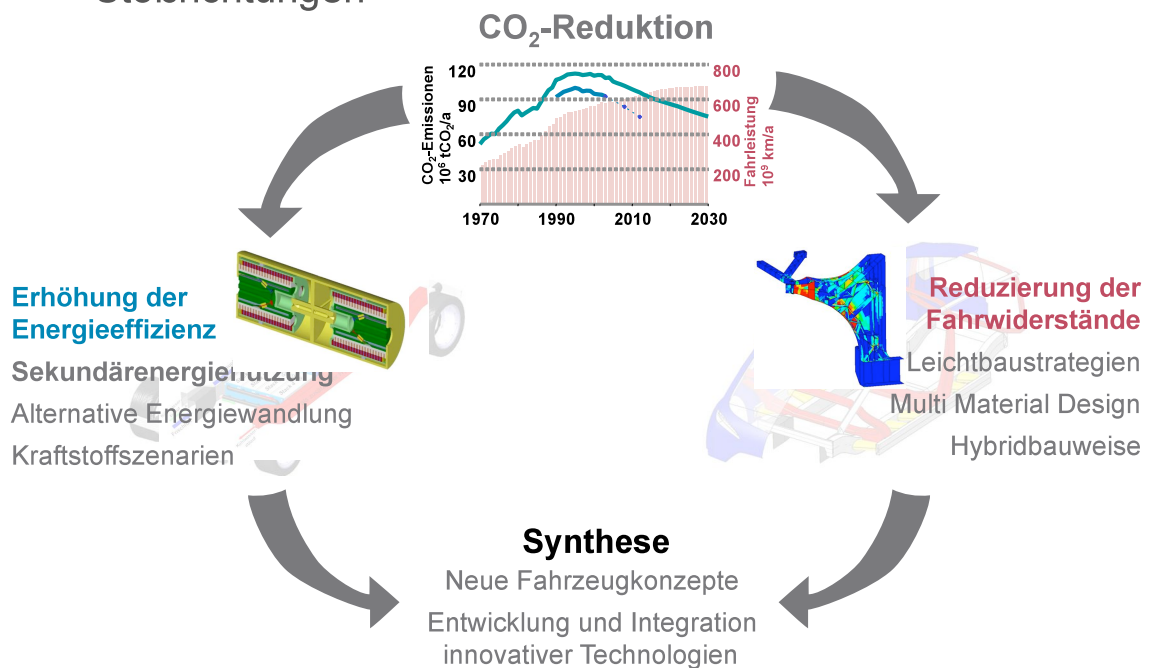 Stoßrichtungen
CO₂-Reduktion
CO₂-Emissionen
10⁶ tCO₂/a
120
90
60
30
800
600
400
200
Fahrleistung
10⁹ km/a
1970
1990
2010
2030
Erhöhung der
Energieeffizienz
Sekundärenergienutzung
Alternative Energiewandlung
Kraftstoffszenarien
Reduzierung der
Fahrwiderstände
Leichtbaustrategien
Multi Material Design
Hybridbauweise
Synthese
Neue Fahrzeugkonzepte
Entwicklung und Integration
innovativer Technologien